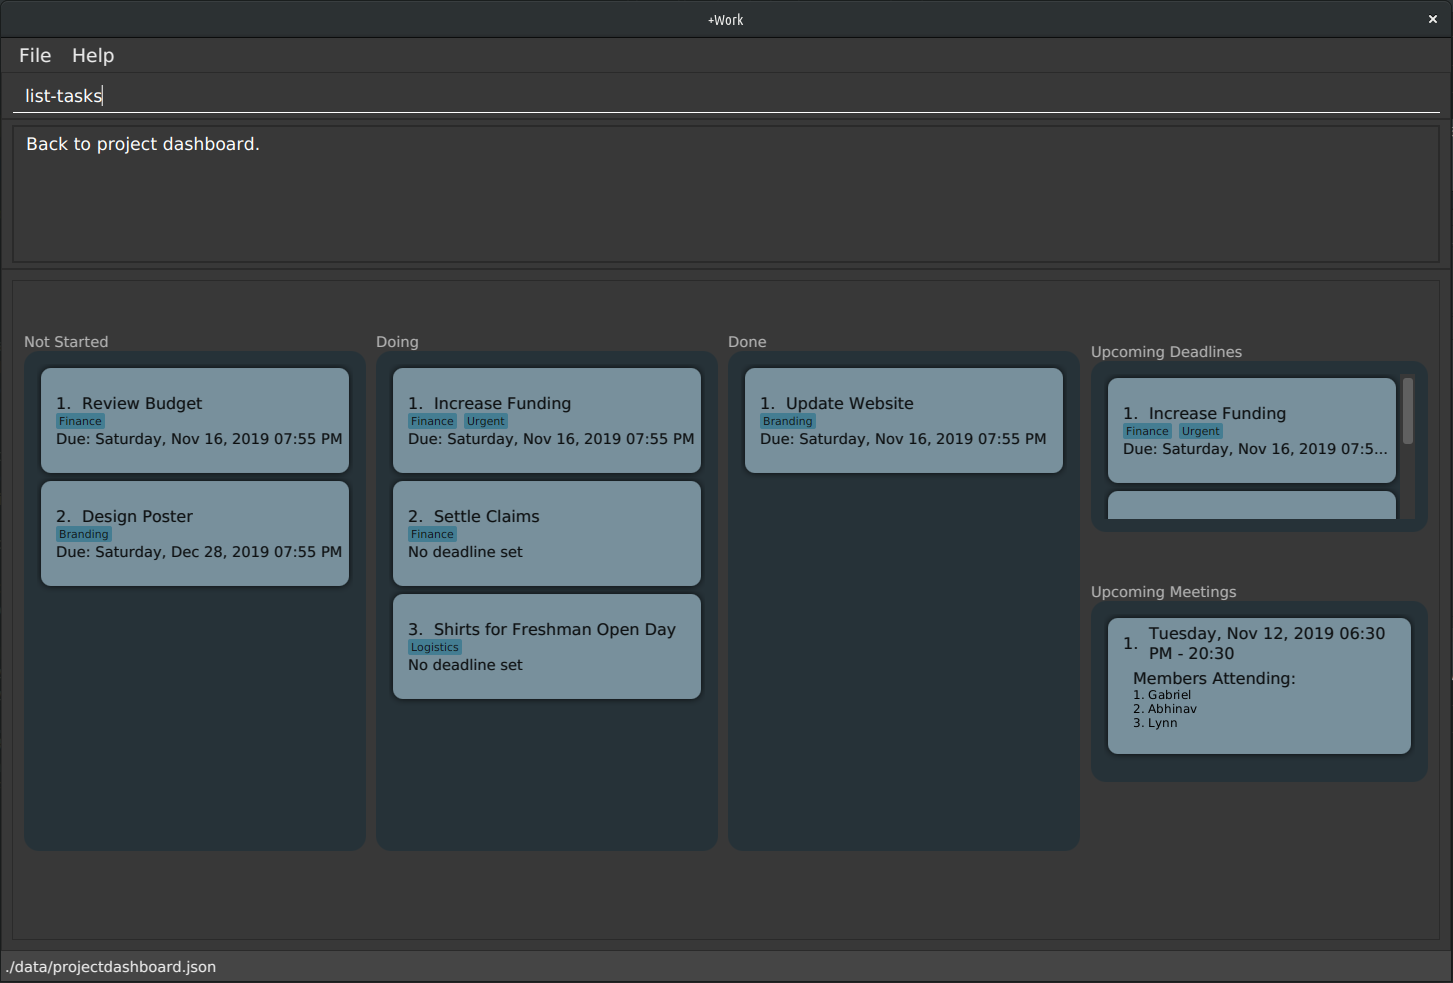 +Work
×
File Help
list-tasks
Back to project dashboard.
Not Started
1. Review Budget
Finance
Due: Saturday, Nov 16, 2019 07:55 PM
2. Design Poster
Branding
Due: Saturday, Dec 28, 2019 07:55 PM
Doing
1. Increase Funding
Finance Urgent
Due: Saturday, Nov 16, 2019 07:55 PM
2. Settle Claims
Finance
No deadline set
3. Shirts for Freshman Open Day
Logistics
No deadline set
Done
1. Update Website
Branding
Due: Saturday, Nov 16, 2019 07:55 PM
Upcoming Deadlines
1. Increase Funding
Finance Urgent
Due: Saturday, Nov 16, 2019 07:5...
Upcoming Meetings
1. Tuesday, Nov 12, 2019 06:30
PM - 20:30
Members Attending:
1. Gabriel
2. Abhinav
3. Lynn
./data/projectdashboard.json